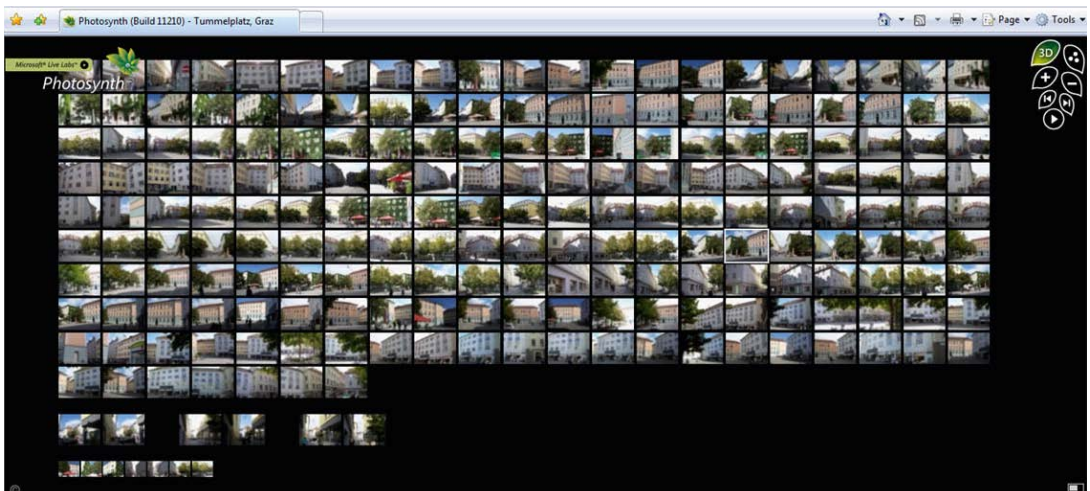 Photosynth (Build 11210) - Tummelplatz, Graz
Page
Tools
Microsoft® Live Labs™
Photosynth
3D